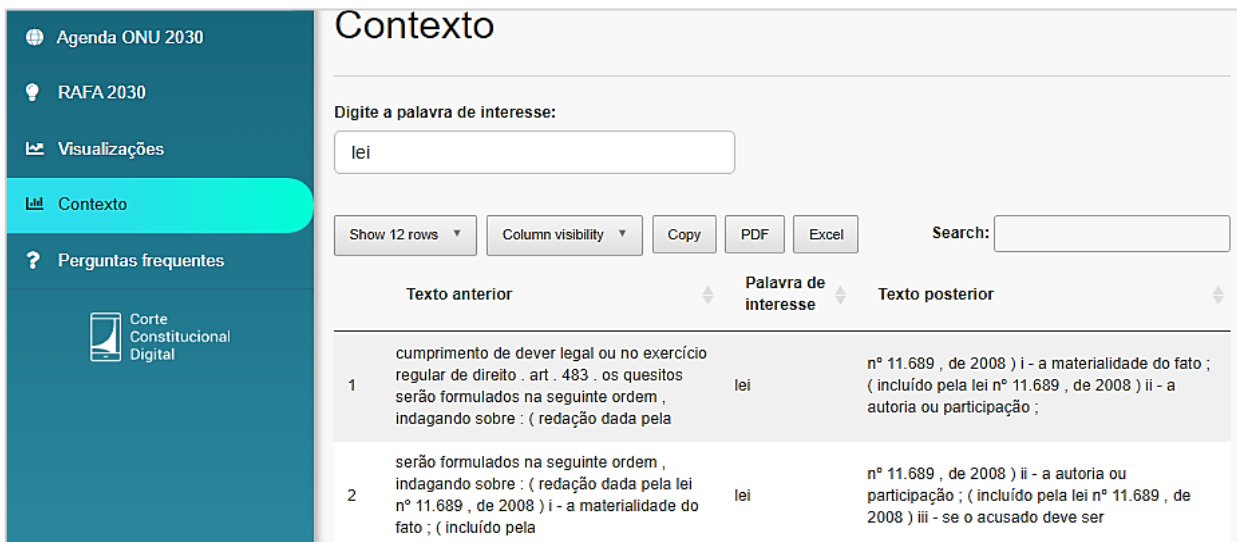 Agenda ONU 2030
RAFA 2030
Visualizações
Contexto
Perguntas frequentes
Corte
Constitucional
Digital
Contexto
Digite a palavra de interesse:
lei
Show 12 rows Column visibility Copy PDF Excel Search:
Texto anterior Palavra de interesse Texto posterior
1
cumprimento de dever legal ou no exercício
regular de direito . art . 483 . os quesitos
serão formulados na seguinte ordem ,
indagando sobre : ( redação dada pela
lei
nº 11.689 , de 2008 ) i - a materialidade do fato ;
( incluído pela lei nº 11.689 , de 2008 ) ii - a
autoria ou participação ;
2
serão formulados na seguinte ordem ,
indagando sobre : ( redação dada pela lei
nº 11.689 , de 2008 ) i - a materialidade do
fato ; ( incluído pela
lei
nº 11.689 , de 2008 ) ii - a autoria ou
participação ; ( incluído pela lei nº 11.689 , de
2008 ) iii - se o acusado deve ser